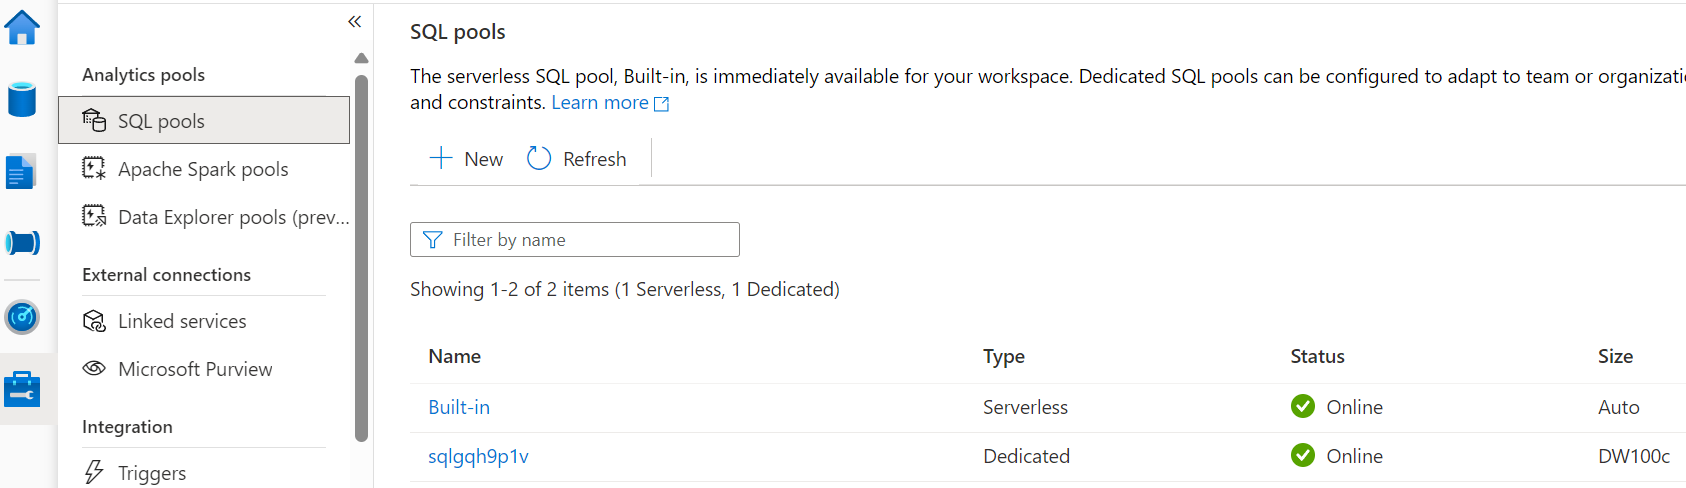 Analytics pools
SQL pools
Apache Spark pools
Data Explorer pools (prev...
External connections
Linked services
Microsoft Purview
Integration
Triggers
SQL pools
The serverless SQL pool, Built-in, is immediately available for your workspace. Dedicated SQL pools can be configured to adapt to team or organizati
and constraints. Learn more
New Refresh
Filter by name
Showing 1-2 of 2 items (1 Serverless, 1 Dedicated)
Name Type Status Size
Built-in Serverless Online Auto
sqlgqh9p1v Dedicated Online DW100c